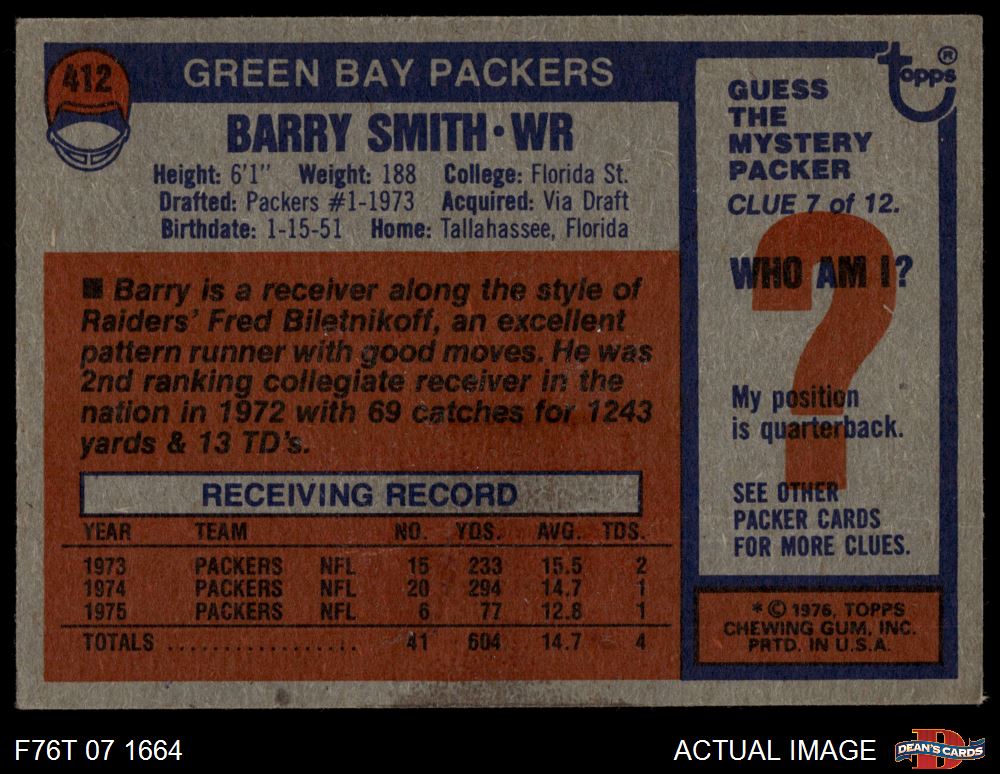 412
GREEN BAY PACKERS
BARRY SMITH•WR
Height: 6'1" Weight: 188 College: Florida St.
Drafted: Packers #1-1973 Acquired: Via Draft
Birthdate: 1-15-51 Home: Tallahassee, Florida
■ Barry is a receiver along the style of
Raiders' Fred Biletnikoff, an excellent
pattern runner with good moves. He was
2nd ranking collegiate receiver in the
nation in 1972 with 69 catches for 1243
yards & 13 TD's.
RECEIVING RECORD
YEAR TEAM NO. YDS. AVG. TDS.
1973 PACKERS NFL 15 233 15.5 2
1974 PACKERS NFL 20 294 14.7 1
1975 PACKERS NFL 6 77 12.8 1
TOTALS .................. 41 604 14.7 4
topps®
GUESS
THE
MYSTERY
PACKER
CLUE 7 of 12.
?
WHO AM I?
My position
is quarterback.
SEE OTHER
PACKER CARDS
FOR MORE CLUES.
* © 1976, TOPPS
CHEWING GUM, INC.
PRTD. IN U.S.A.
F76T 07 1664
ACTUAL IMAGE
D
DEAN'S CARDS